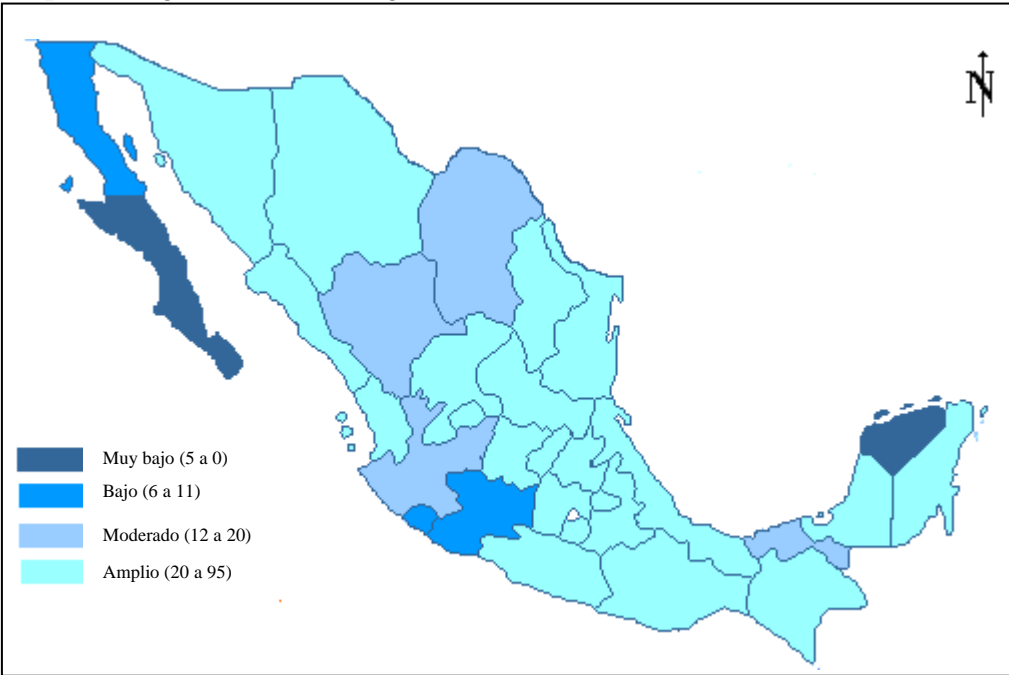 N
Muy bajo (5 a 0)
Bajo (6 a 11)
Moderado (12 a 20)
Amplio (20 a 95)